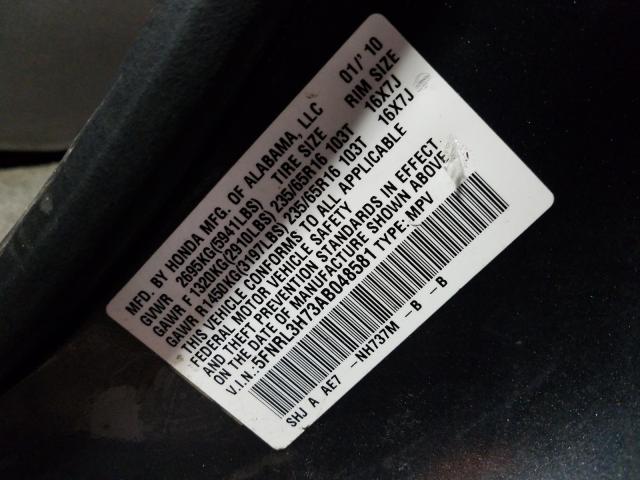 MFD. BY HONDA MFG. OF ALABAMA, LLC 01/'10
GVWR 2695KG(5941LBS) TIRE SIZE RIM SIZE
GAWR F 1320KG(2910LBS) 235/65R16 103T 16X7J
GAWR R1450KG(3197LBS) 235/65R16 103T 16X7J
THIS VEHICLE CONFORMS TO ALL APPLICABLE
FEDERAL MOTOR VEHICLE SAFETY
AND THEFT PREVENTION STANDARDS IN EFFECT
ON THE DATE OF MANUFACTURE SHOWN ABOVE.
V.I.N.:5FNRL3H73AB048581 TYPE: MPV
SHJ A AE7 -NH737M -B -B